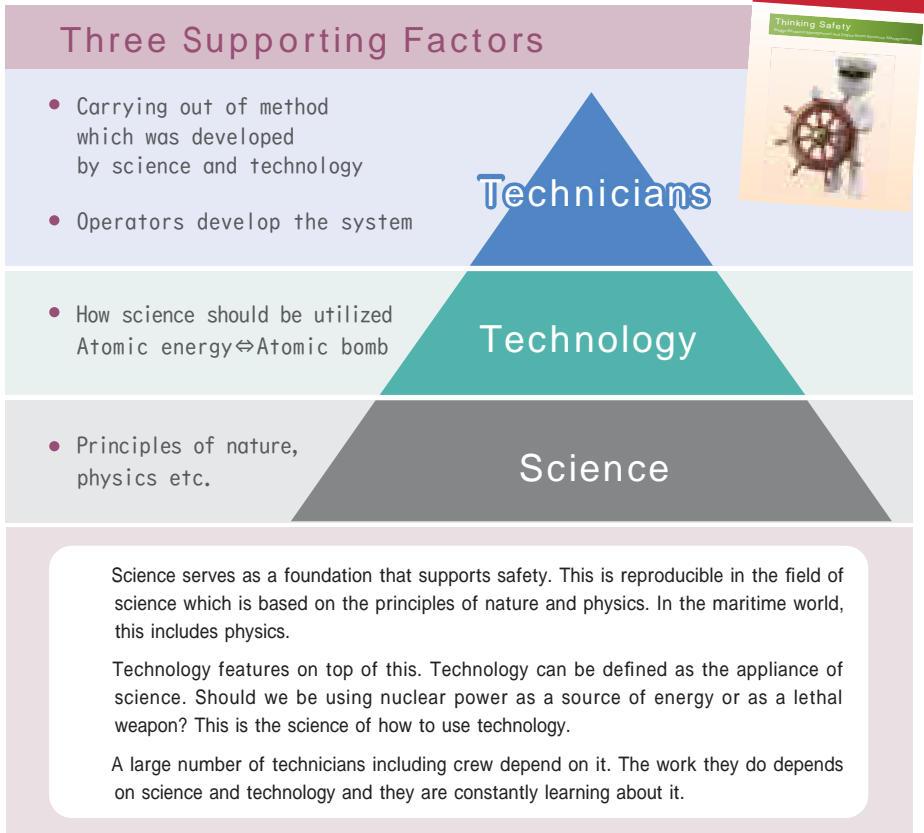 Three Supporting Factors
Thinking Safety
● Carrying out of method
which was developed
by science and technology
● Operators develop the system
Technicians
● How science should be utilized
Atomic energy⇔Atomic bomb
Technology
● Principles of nature,
physics etc.
Science
Science serves as a foundation that supports safety. This is reproducible in the field of
science which is based on the principles of nature and physics. In the maritime world,
this includes physics.
Technology features on top of this. Technology can be defined as the appliance of
science. Should we be using nuclear power as a source of energy or as a lethal
weapon? This is the science of how to use technology.
A large number of technicians including crew depend on it. The work they do depends
on science and technology and they are constantly learning about it.